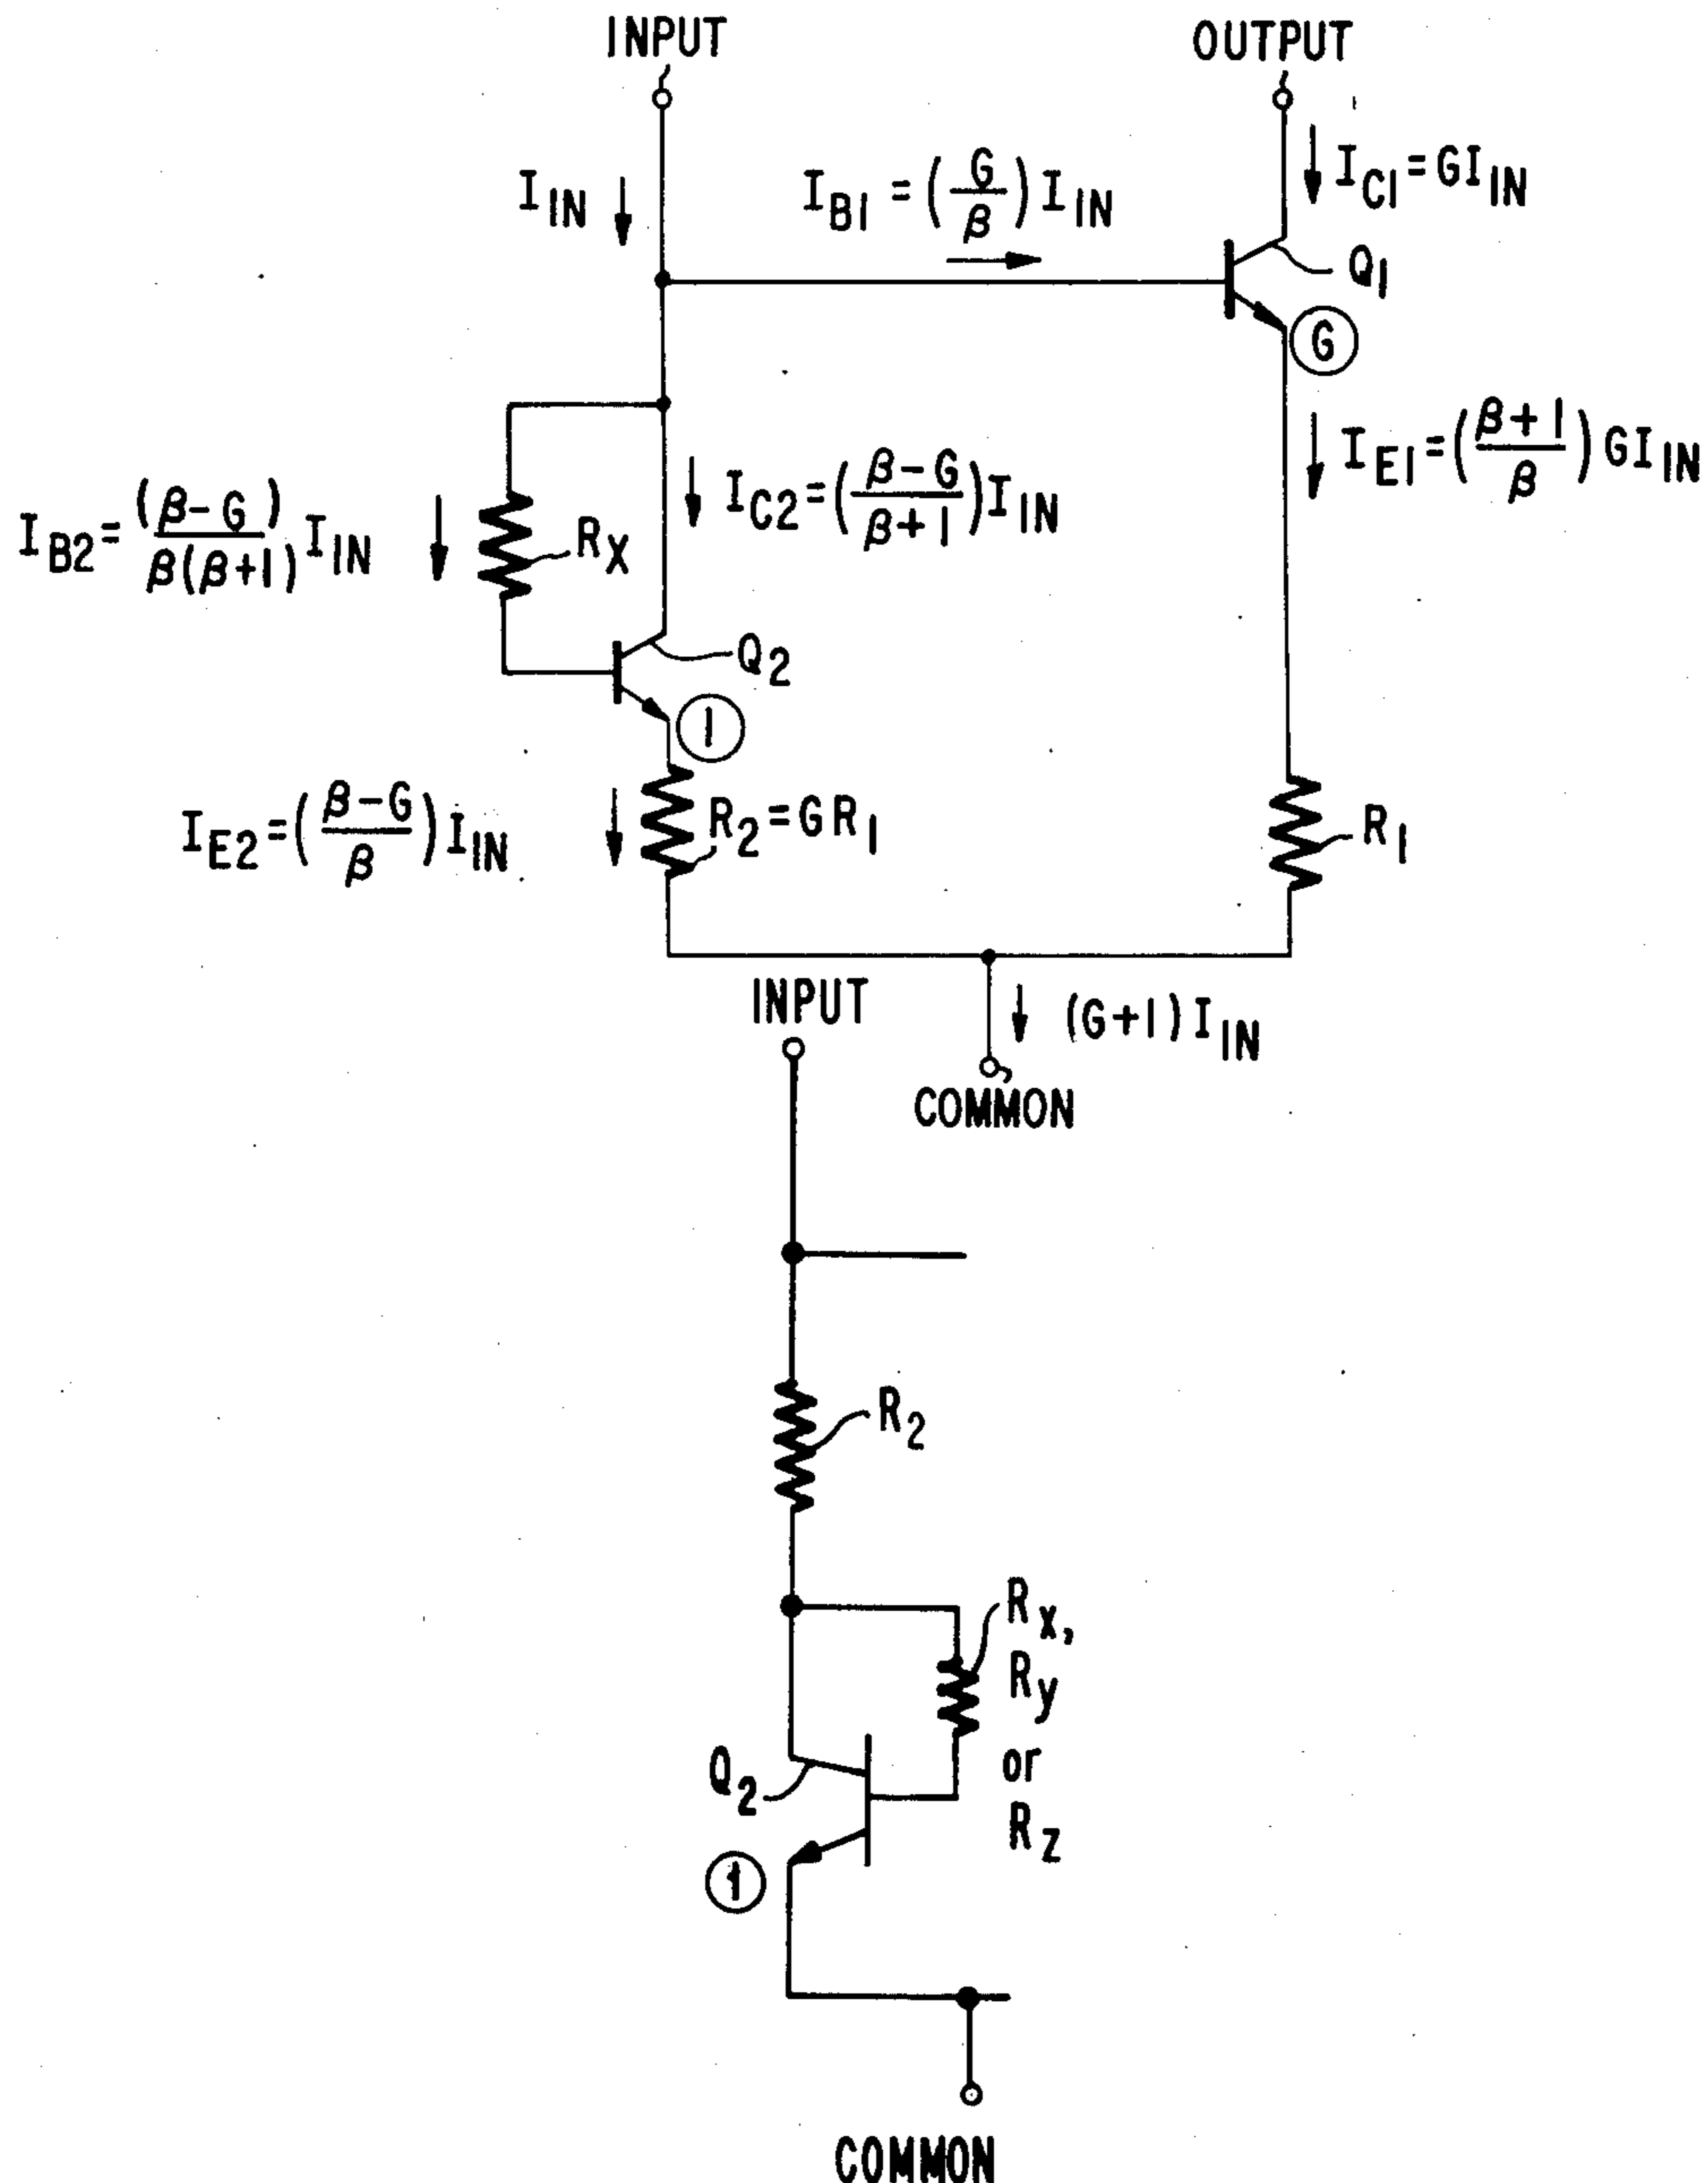 INPUT
OUTPUT
I_IN
I_B1 = (G/β) I_IN
I_C1 = GI_IN
Q_1
G
I_E1 = ((β+1)/β) GI_IN
I_C2 = ((β-G)/(β+1)) I_IN
I_B2 = ((β-G)/(β(β+1))) I_IN
R_X
Q_2
1
I_E2 = ((β-G)/β) I_IN
R_2 = GR_1
R_1
(G+1) I_IN
COMMON
INPUT
R_2
R_X,
R_y
or
R_Z
Q_2
1
COMMON